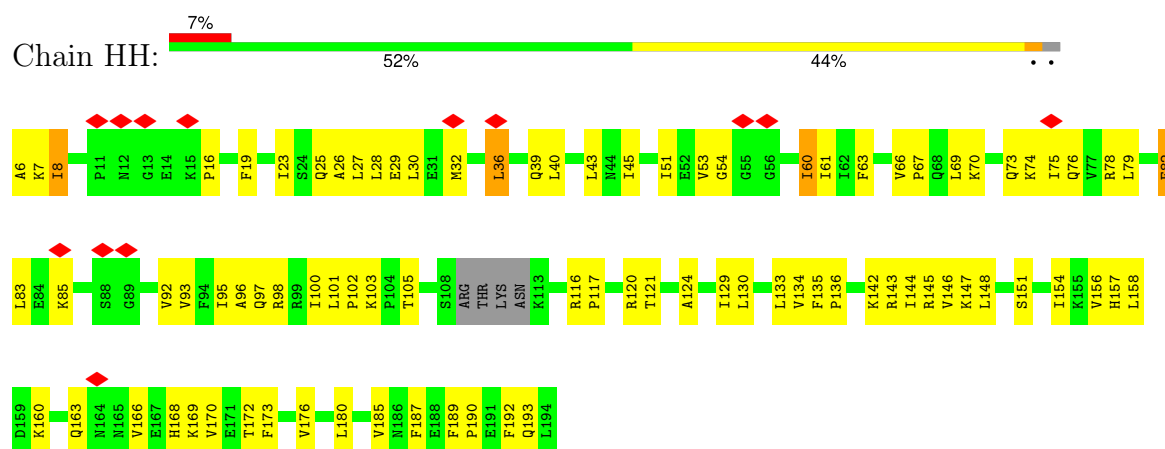 7%
Chain HH:
52% 44% • •
A6 K7 I8 P11 N12 G13 E14 K15 P16 F19 I23 S24 Q25 A26 L27 L28 E29 L30 E31 M32 L36 Q39 L40 L43 N44 I45 I51 E52 V53 G54 G55 G56 I60 I61 I62 F63 V66 P67 Q68 L69 K70 Q73 K74 I75 Q76 V77 R78 L79
L83 E84 K85 S88 G89 V92 V93 F94 I95 A96 Q97 R98 R99 I100 L101 P102 K103 P104 T105 S108 ARG THR LYS ASN K113 R116 P117 R120 T121 A124 I129 L130 L133 V134 F135 P136 K142 R143 I144 R145 V146 K147 L148 S151 I154 K155 V156 H157 L158
D159 K160 Q163 N164 N165 V166 E167 H168 K169 V170 E171 T172 F173 V176 L180 V185 N186 F187 E188 F189 P190 E191 F192 Q193 L194